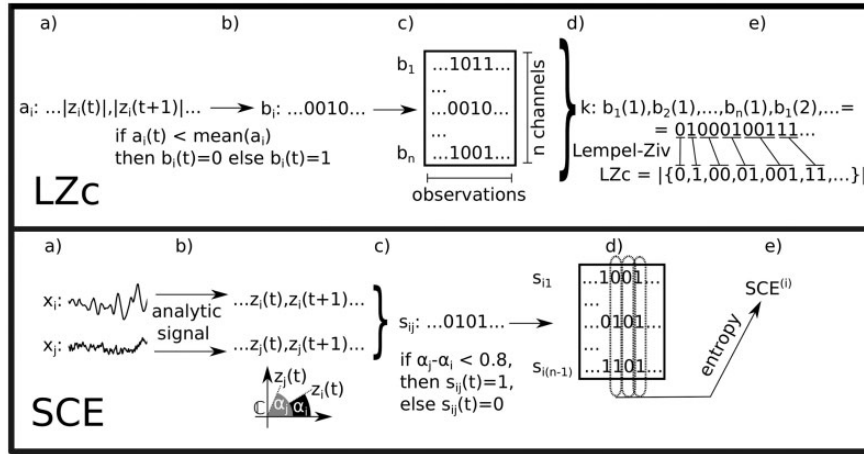 a) b) c) d) e)
b₁ ...1011...
...
aᵢ: ...|zᵢ(t)|,|zᵢ(t+1)|... bᵢ: ...0010... ...0010... k: b₁(1),b₂(1),...,bₙ(1),b₁(2),...=
if aᵢ(t) < mean(aᵢ) ... = 01000100111...
then bᵢ(t)=0 else bᵢ(t)=1 bₙ ...1001... Lempel-Ziv
n channels
LZc observations LZc = |{0,1,00,01,001,11,...}|
a) b) c) d) e)
xᵢ: ...zᵢ(t),zᵢ(t+1)... sᵢ₁ ...1001... SCE⁽ⁱ⁾
analytic ...
signal sᵢⱼ: ...0101... ...0101...
xⱼ: ...zⱼ(t),zⱼ(t+1)... ...
if αⱼ-αᵢ < 0.8, sᵢ₍ₙ₋₁₎ ...1101... entropy
zⱼ(t) then sᵢⱼ(t)=1,
zᵢ(t) else sᵢⱼ(t)=0
SCE ℂ αⱼ αᵢ